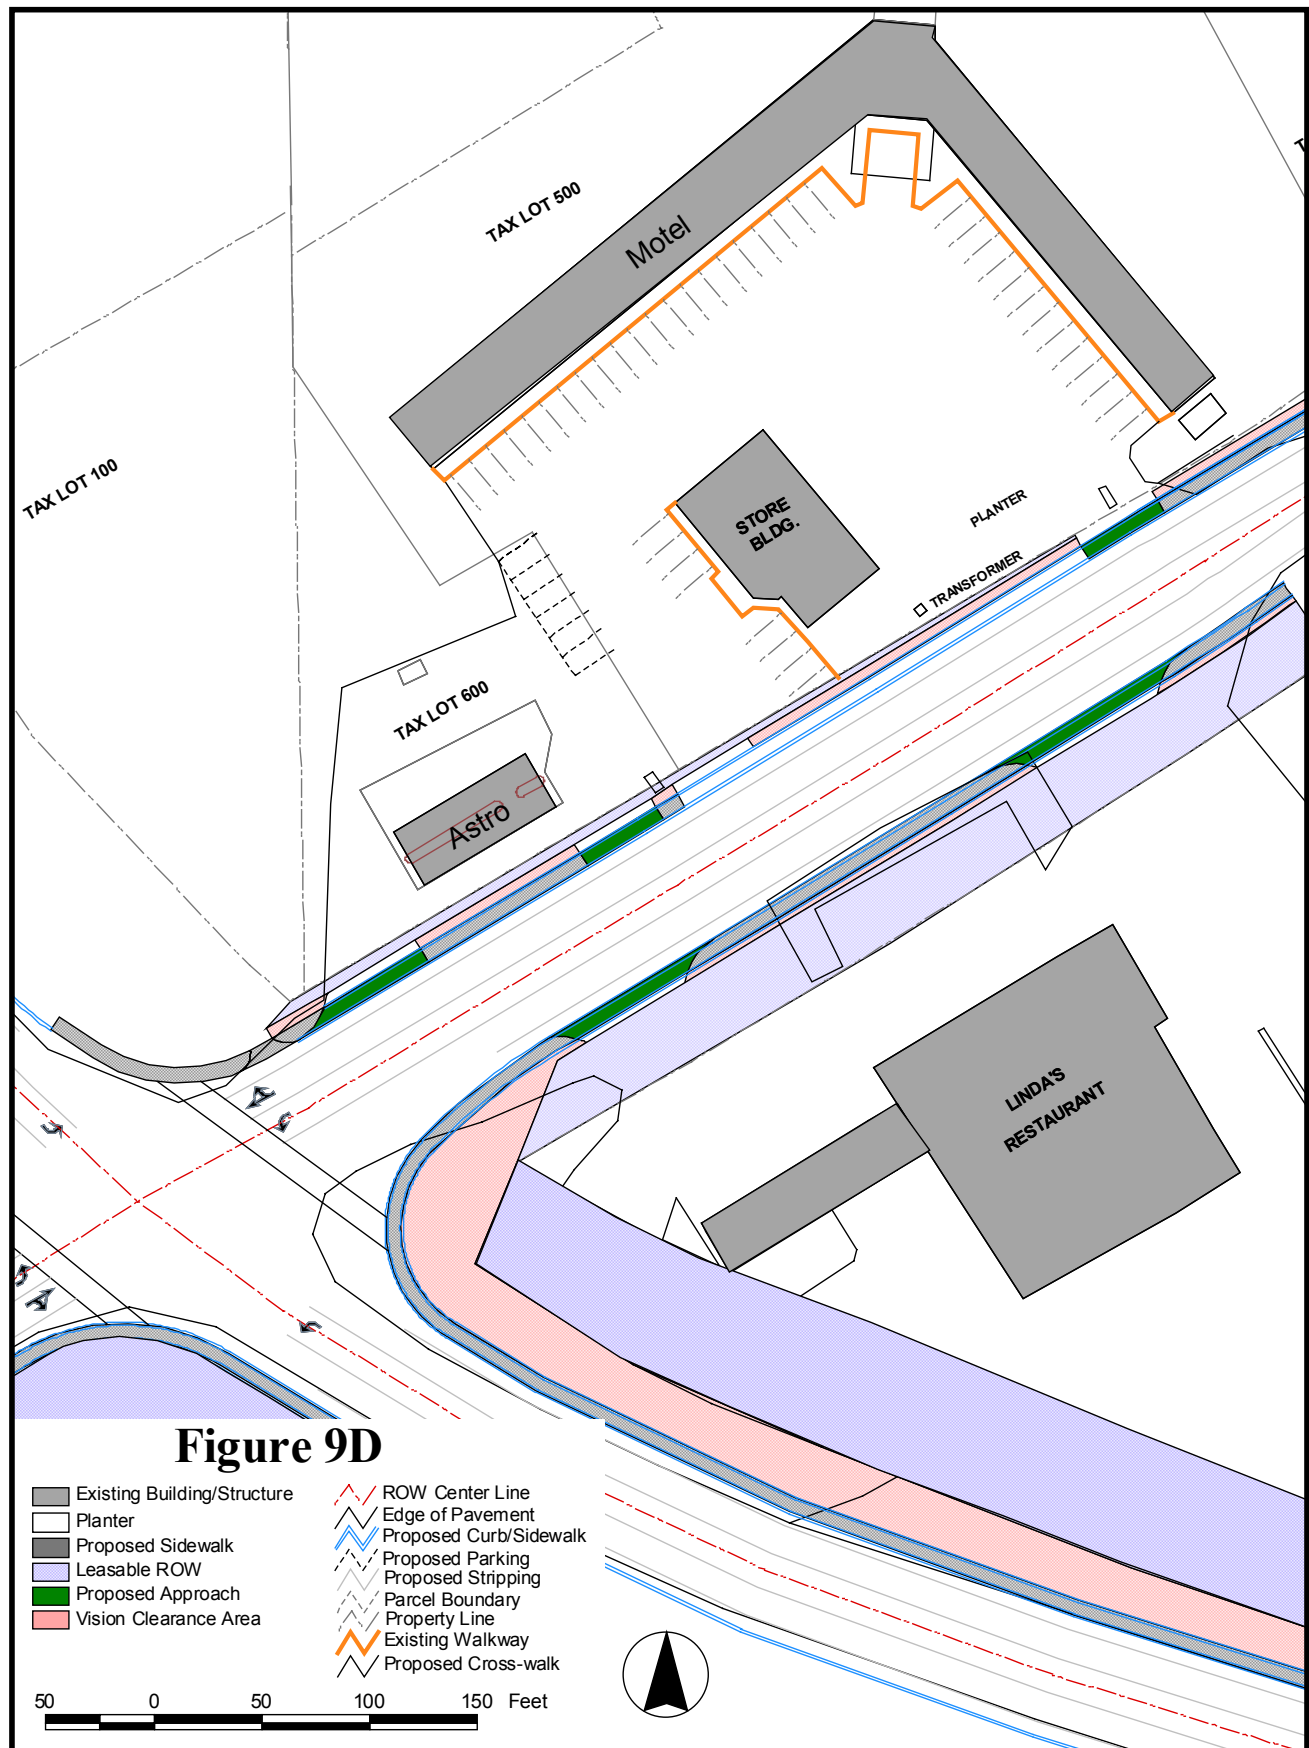 TAX LOT 500
Motel
TAX LOT 100
STORE
BLDG.
PLANTER
TRANSFORMER
TAX LOT 600
Astro
LINDA'S
RESTAURANT
Figure 9D
Existing Building/Structure
Planter
Proposed Sidewalk
Leasable ROW
Proposed Approach
Vision Clearance Area
ROW Center Line
Edge of Pavement
Proposed Curb/Sidewalk
Proposed Parking
Proposed Stripping
Parcel Boundary
Property Line
Existing Walkway
Proposed Cross-walk
50 0 50 100 150 Feet